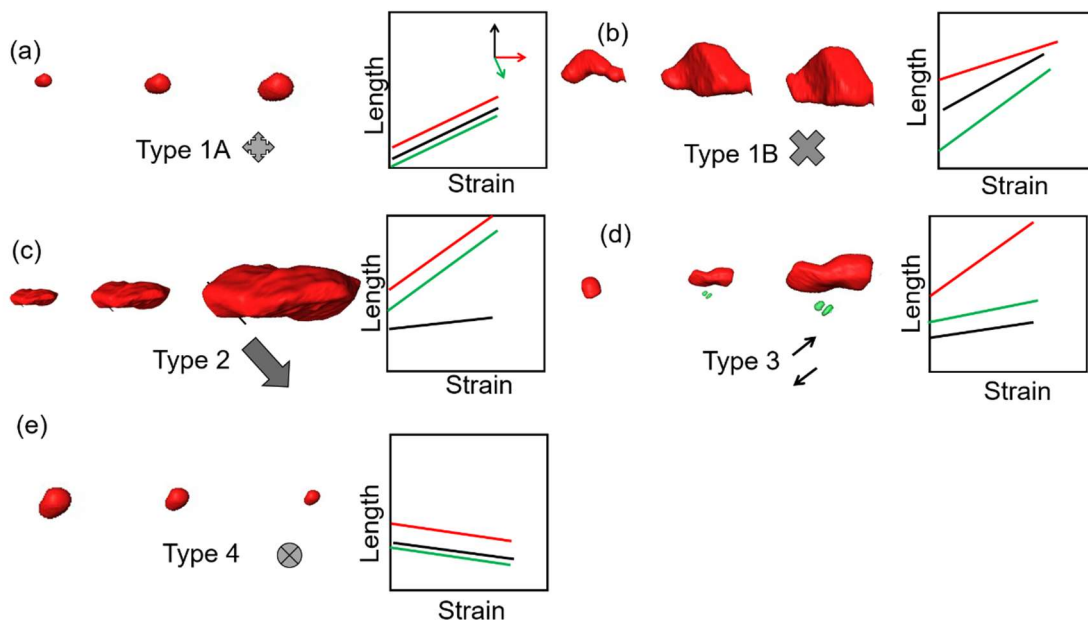 (a)
Type 1A
Length
Strain
(b)
Type 1B
Length
Strain
(c)
Type 2
Length
Strain
(d)
Type 3
Length
Strain
(e)
Type 4
Length
Strain